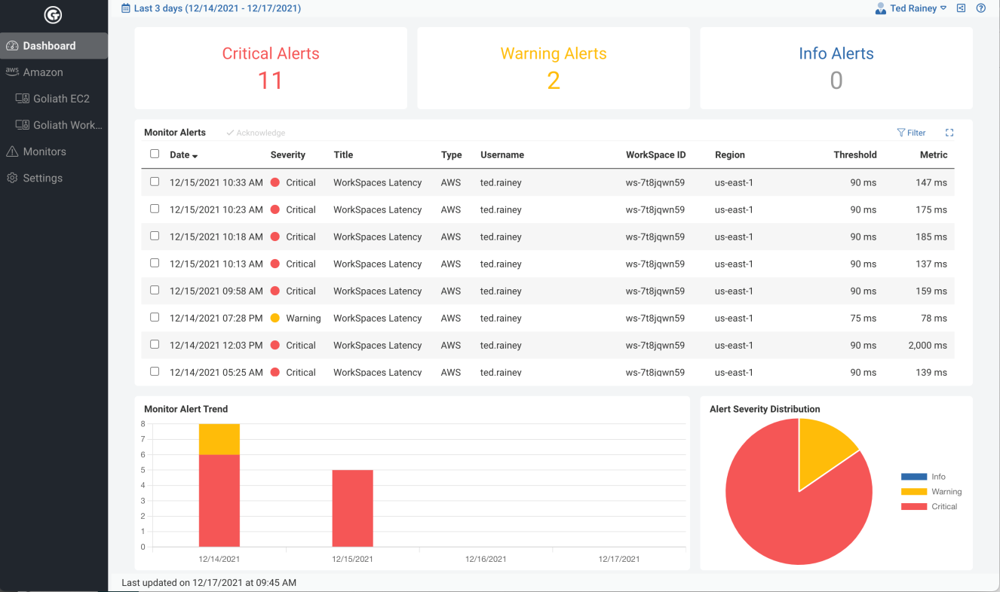 Last 3 days (12/14/2021 - 12/17/2021)
Ted Rainey
G
Dashboard
aws Amazon
Goliath EC2
Goliath Work...
Monitors
Settings
Critical Alerts
11
Warning Alerts
2
Info Alerts
0
Monitor Alerts Acknowledge Filter
Date Severity Title Type Username WorkSpace ID Region Threshold Metric
12/15/2021 10:33 AM Critical WorkSpaces Latency AWS ted.rainey ws-7t8jqwn59 us-east-1 90 ms 147 ms
12/15/2021 10:23 AM Critical WorkSpaces Latency AWS ted.rainey ws-7t8jqwn59 us-east-1 90 ms 175 ms
12/15/2021 10:18 AM Critical WorkSpaces Latency AWS ted.rainey ws-7t8jqwn59 us-east-1 90 ms 185 ms
12/15/2021 10:13 AM Critical WorkSpaces Latency AWS ted.rainey ws-7t8jqwn59 us-east-1 90 ms 137 ms
12/15/2021 09:58 AM Critical WorkSpaces Latency AWS ted.rainey ws-7t8jqwn59 us-east-1 90 ms 159 ms
12/14/2021 07:28 PM Warning WorkSpaces Latency AWS ted.rainey ws-7t8jqwn59 us-east-1 75 ms 78 ms
12/14/2021 12:03 PM Critical WorkSpaces Latency AWS ted.rainey ws-7t8jqwn59 us-east-1 90 ms 2,000 ms
12/14/2021 05:25 AM Critical WorkSpaces Latency AWS ted.rainey ws-7t8jqwn59 us-east-1 90 ms 139 ms
Monitor Alert Trend
8
7
6
5
4
3
2
1
0
12/14/2021 12/15/2021 12/16/2021 12/17/2021
Alert Severity Distribution
Info
Warning
Critical
Last updated on 12/17/2021 at 09:45 AM